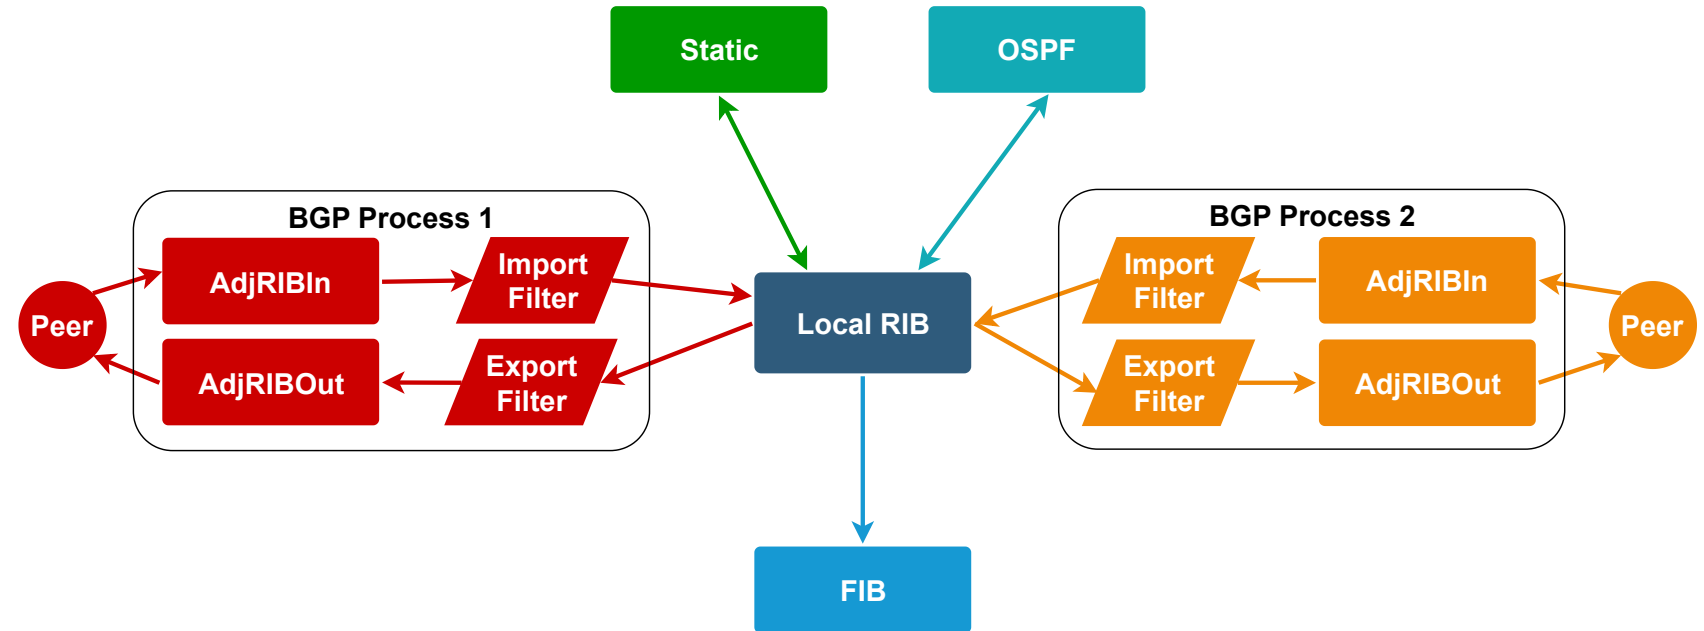 Static
OSPF
BGP Process 1
AdjRIBIn
Import
Filter
Peer
AdjRIBOut
Export
Filter
Local RIB
BGP Process 2
Import
Filter
AdjRIBIn
Peer
Export
Filter
AdjRIBOut
FIB